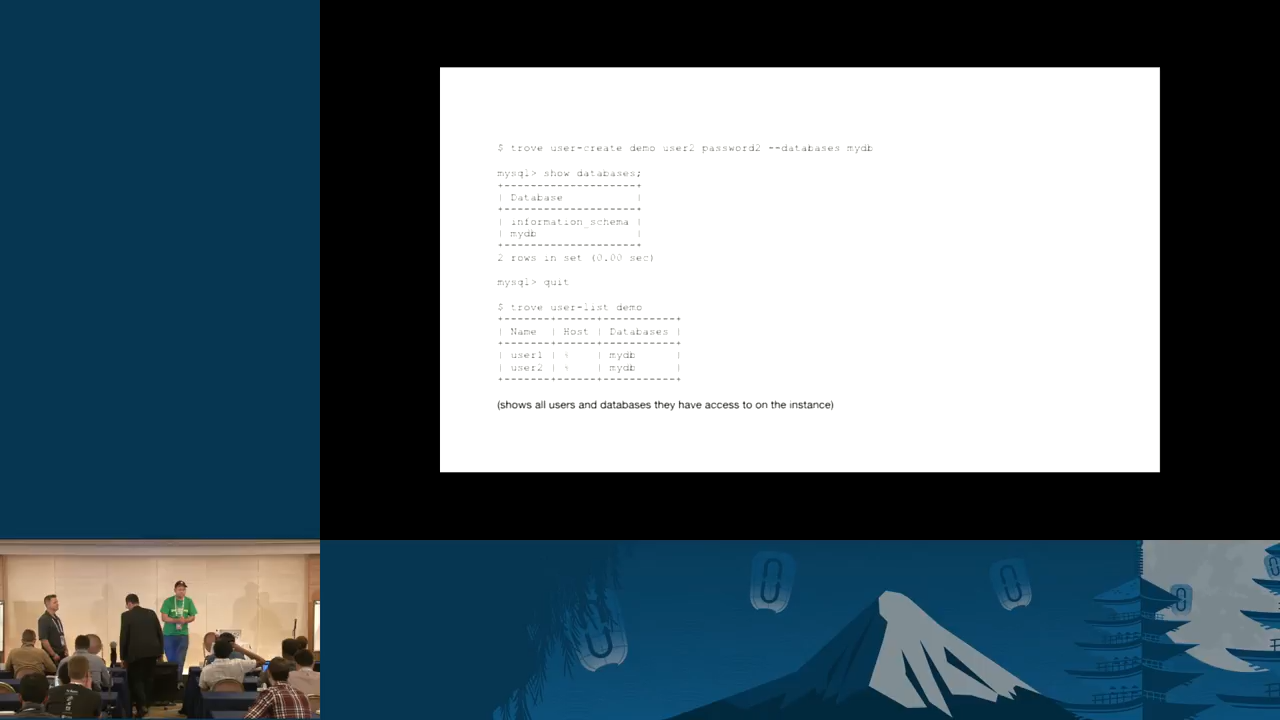 $ trove user-create demo user2 password2 --databases mydb
mysql> show databases;
+--------------------+
| Database           |
+--------------------+
| information_schema |
| mydb               |
+--------------------+
2 rows in set (0.00 sec)
mysql> quit
$ trove user-list demo
+-------+------+-----------+
| Name  | Host | Databases |
+-------+------+-----------+
| user1 | %    | mydb      |
| user2 | %    | mydb      |
+-------+------+-----------+
(shows all users and databases they have access to on the instance)